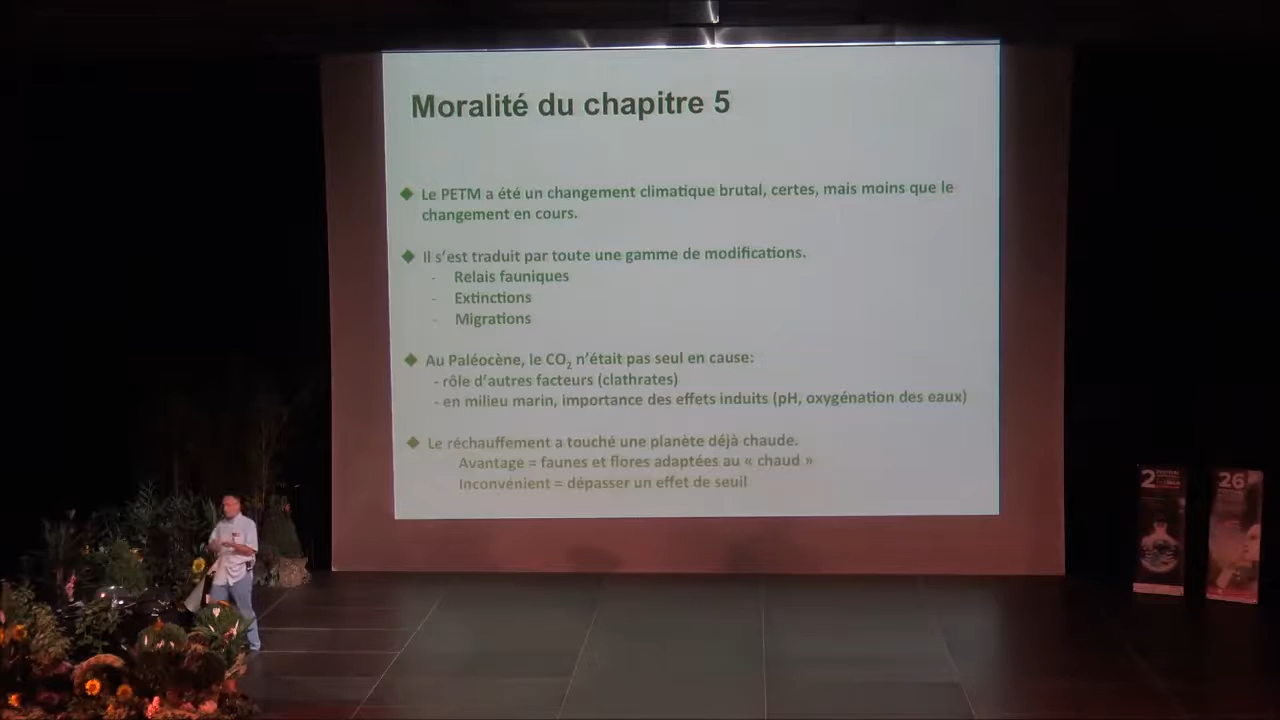 Moralité du chapitre 5
Le PETM a été un changement climatique brutal, certes, mais moins que le
changement en cours.
Il s'est traduit par toute une gamme de modifications.
- Relais fauniques
- Extinctions
- Migrations
Au Paléocène, le CO₂ n'était pas seul en cause:
- rôle d'autres facteurs (clathrates)
- en milieu marin, importance des effets induits (pH, oxygénation des eaux)
Le réchauffement a touché une planète déjà chaude.
Avantage = faunes et flores adaptées au « chaud »
Inconvénient = dépasser un effet de seuil
2
26